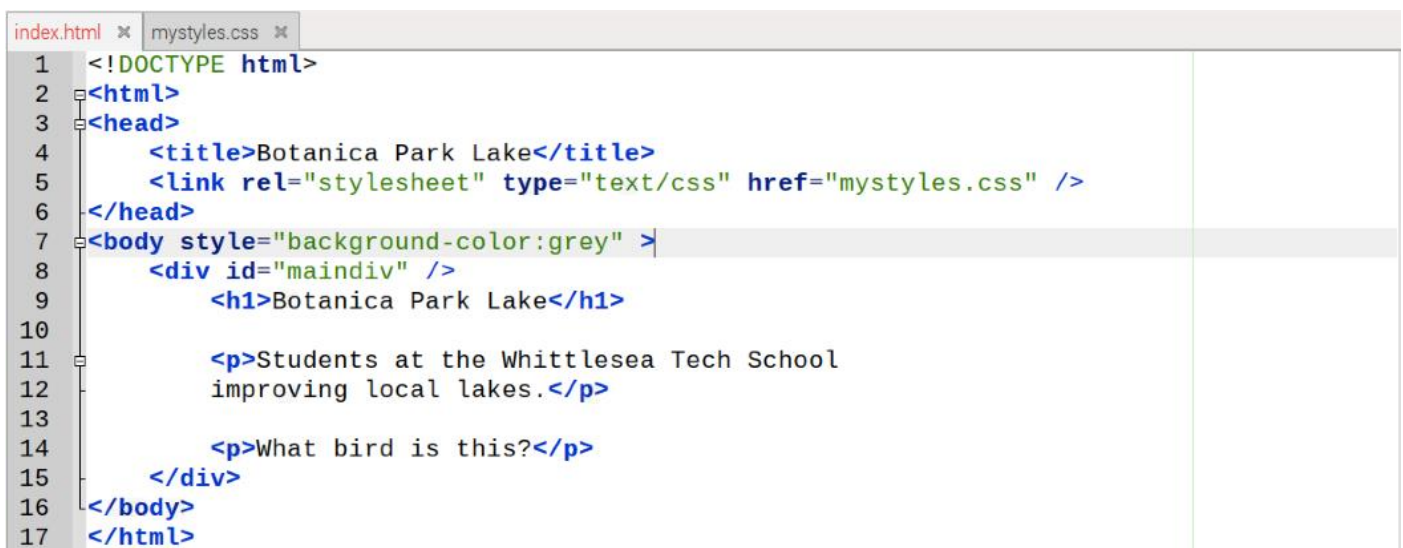 index.html mystyles.css
1 <!DOCTYPE html>
2 <html>
3 <head>
4 <title>Botanica Park Lake</title>
5 <link rel="stylesheet" type="text/css" href="mystyles.css" />
6 </head>
7 <body style="background-color:grey" >
8 <div id="maindiv" />
9 <h1>Botanica Park Lake</h1>
10
11 <p>Students at the Whittlesea Tech School
12 improving local lakes.</p>
13
14 <p>What bird is this?</p>
15 </div>
16 </body>
17 </html>